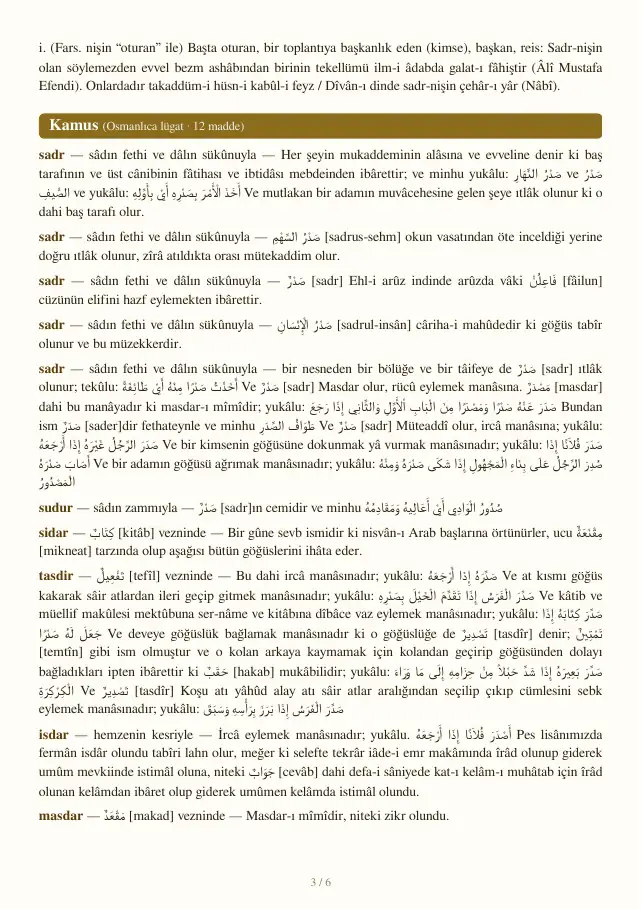 i. (Fars. nişin “oturan” ile) Başta oturan, bir toplantıya başkanlık eden (kimse), başkan, reis: Sadr-nişin
olan söylemezden evvel bezm ashâbından birinin tekellümü ilm-i âdabda galat-ı fâhiştir (Âlî Mustafa
Efendi). Onlardadır takaddüm-i hüsn-i kabûl-i feyz / Dîvân-ı dinde sadr-nişin çehâr-ı yâr (Nâbî).
Kamus (Osmanlıca lügat · 12 madde)
sadr — sâdın fethi ve dâlın sükûnuyla — Her şeyin mukaddeminin alâsına ve evveline denir ki baş
tarafının ve üst cânibinin fâtihası ve ibtidâsı mebdeinden ibârettir; ve minhu yukâlu: صَدْرُ النَّهَارِ ve صَدْرُ
الصَّيْفِ ve yukâlu: أَخَذَ الْأَمْرَ بِصَدْرِهِ أَيْ بِأَوَّلِهِ Ve mutlakan bir adamın muvâcehesine gelen şeye ıtlâk olunur ki o
dahi baş tarafı olur.
sadr — sâdın fethi ve dâlın sükûnuyla — صَدْرُ السَّهْمِ [sadrus-sehm] okun vasatından öte inceldiği yerine
doğru ıtlâk olunur, zîrâ atıldıkta orası mütekaddim olur.
sadr — sâdın fethi ve dâlın sükûnuyla — صَدْرٌ [sadr] Ehl-i arûz indinde arûzda vâki فَاعِلُنْ [fâilun]
cüzünün elifini hazf eylemekten ibârettir.
sadr — sâdın fethi ve dâlın sükûnuyla — صَدْرُ الْإِنْسَانِ [sadrul-insân] câriha-i mahûdedir ki göğüs tabîr
olunur ve bu müzekkerdir.
sadr — sâdın fethi ve dâlın sükûnuyla — bir nesneden bir bölüğe ve bir tâifeye de صَدْرٌ [sadr] ıtlâk
olunur; tekûlu: أَخَذْتُ صَدْرًا مِنْهُ أَيْ طَائِفَةً Ve صَدْرٌ [sadr] Masdar olur, rücû eylemek manâsına. مَصْدَرٌ [masdar]
dahi bu manâyadır ki masdar-ı mîmîdir; yukâlu: صَدَرَ عَنْهُ صَدْرًا وَمَصْدَرًا مِنَ الْبَابِ الْأَوَّلِ وَالثَّانِي إِذَا رَجَعَ Bundan
ism صَدَرٌ [sader]dir fethateynle ve minhu طَوَافُ الصَّدَرِ Ve صَدْرٌ [sadr] Müteaddî olur, ircâ manâsına; yukâlu:
صَدَرَ الرَّجُلُ غَيْرَهُ إِذَا أَرْجَعَهُ Ve bir kimsenin göğüsüne dokunmak yâ vurmak manâsınadır; yukâlu: صَدَرَ فُلَانًا إِذَا
أَصَابَ صَدْرَهُ Ve bir adamın göğsü ağrımak manâsınadır; yukâlu: صُدِرَ الرَّجُلُ عَلَى بِنَاءِ الْمَجْهُولِ إِذَا شَكَى صَدْرَهُ وَمِنْهُ
الْمَصْدُورُ
sudur — sâdın zammıyla — صَدْرٌ [sadr]ın cemidir ve minhu صُدُورُ الْوَادِي أَيْ أَعَالِيهُ وَمَقَادِمُهُ
sidar — كِتَابٌ [kitâb] vezninde — Bir gûne sevb ismidir ki nisvân-ı Arab başlarına örtünürler, ucu مِقْنَعَةٌ
[mikneat] tarzında olup aşağısı bütün göğüslerini ihâta eder.
tasdir — تَفْعِيلٌ [tefîl] vezninde — Bu dahi ircâ manâsınadır; yukâlu: صَدَّرَهُ إِذَا أَرْجَعَهُ Ve at kısmı göğüs
kakarak sâir atlardan ileri geçip gitmek manâsınadır; yukâlu: صَدَّرَ الْفَرَسُ إِذَا تَقَدَّمَ الْخَيْلَ بِصَدْرِهِ Ve kâtib ve
müellif makûlesi mektûbuna ser-nâme ve kitâbına dîbâce vaz eylemek manâsınadır; yukâlu: صَدَّرَ كِتَابَهُ إِذَا
جَعَلَ لَهُ صَدْرًا Ve deveye göğüslük bağlamak manâsınadır ki o göğüslüğe de تَصْدِيرٌ [tasdîr] denir; تَمْتِينٌ
[temtîn] gibi ism olmuştur ve o kolan arkaya kaymamak için kolandan geçirip göğüsünden dolayı
bağladıkları ipten ibârettir ki حَقَبٌ [hakab] mukâbilidir; yukâlu: صَدَّرَ بَعِيرَهُ إِذَا شَدَّ حَبْلًا مِنْ حِزَامِهِ إِلَى مَا وَرَاءَ
الْكِرْكِرَةِ Ve تَصْدِيرٌ [tasdîr] Koşu atı yâhûd alay atı sâir atlar aralığından seçilip çıkıp cümlesini sebk
eylemek manâsınadır; yukâlu: صَدَّرَ الْفَرَسُ إِذَا بَرَزَ بِرَأْسِهِ وَسَبَقَ
isdar — hemzenin kesriyle — İrcâ eylemek manâsınadır; yukâlu. أَصْدَرَ فُلَانًا إِذَا أَرْجَعَهُ Pes lisânımızda
fermân isdâr olundu tabîri lahn olur, meğer ki selefte tekrâr iâde-i emr makâmında îrâd olunup giderek
umûm mevkiinde istimâl oluna, niteki جَوَابٌ [cevâb] dahi defa-i sâniyede kat-ı kelâm-ı muhâtab için îrâd
olunan kelâmdan ibâret olup giderek umûmen kelâmda istimâl olundu.
masdar — مَقْعَدٌ [makad] vezninde — Masdar-ı mîmîdir, niteki zikr olundu.
3 / 6